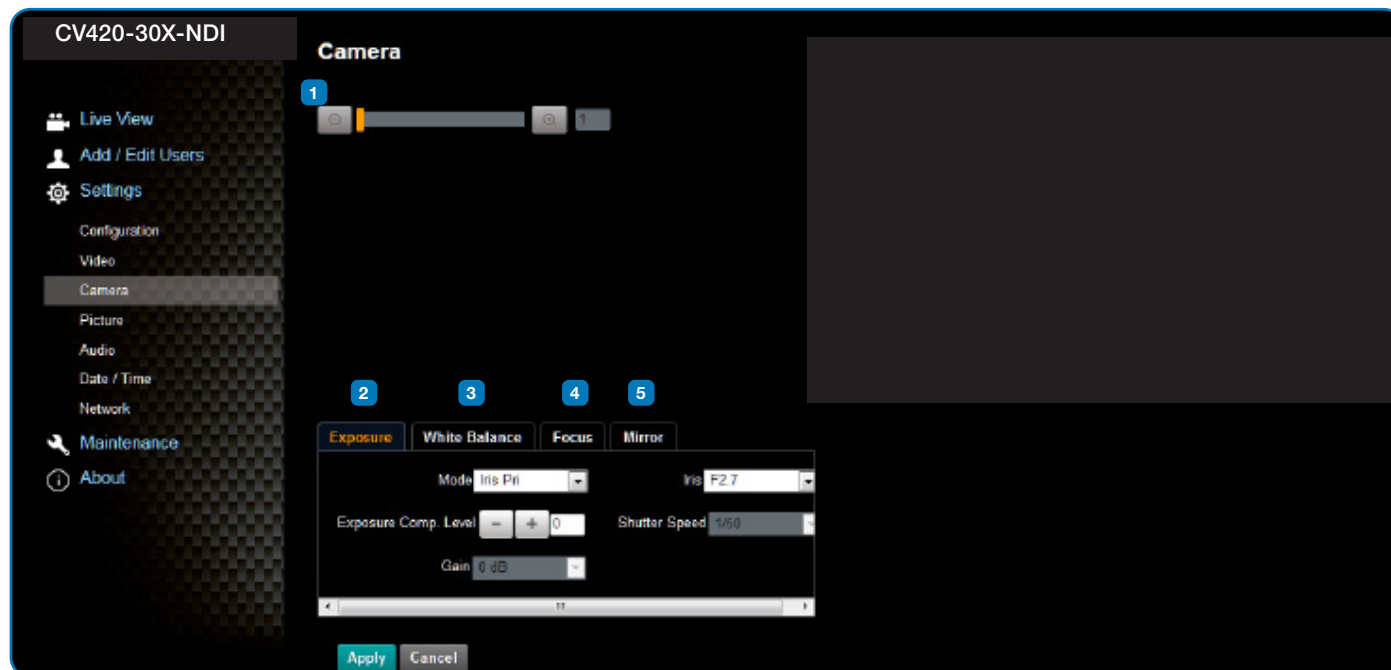 CV420-30X-NDI
Live View
Add / Edit Users
Settings
Configuration
Video
Camera
Picture
Audio
Date / Time
Network
Maintenance
About
Camera
1
1
2 3 4 5
Exposure White Balance Focus Mirror
Mode Iris Pri Iris F2.7
Exposure Comp. Level - + 0 Shutter Speed 1/60
Gain 0 dB
Apply Cancel